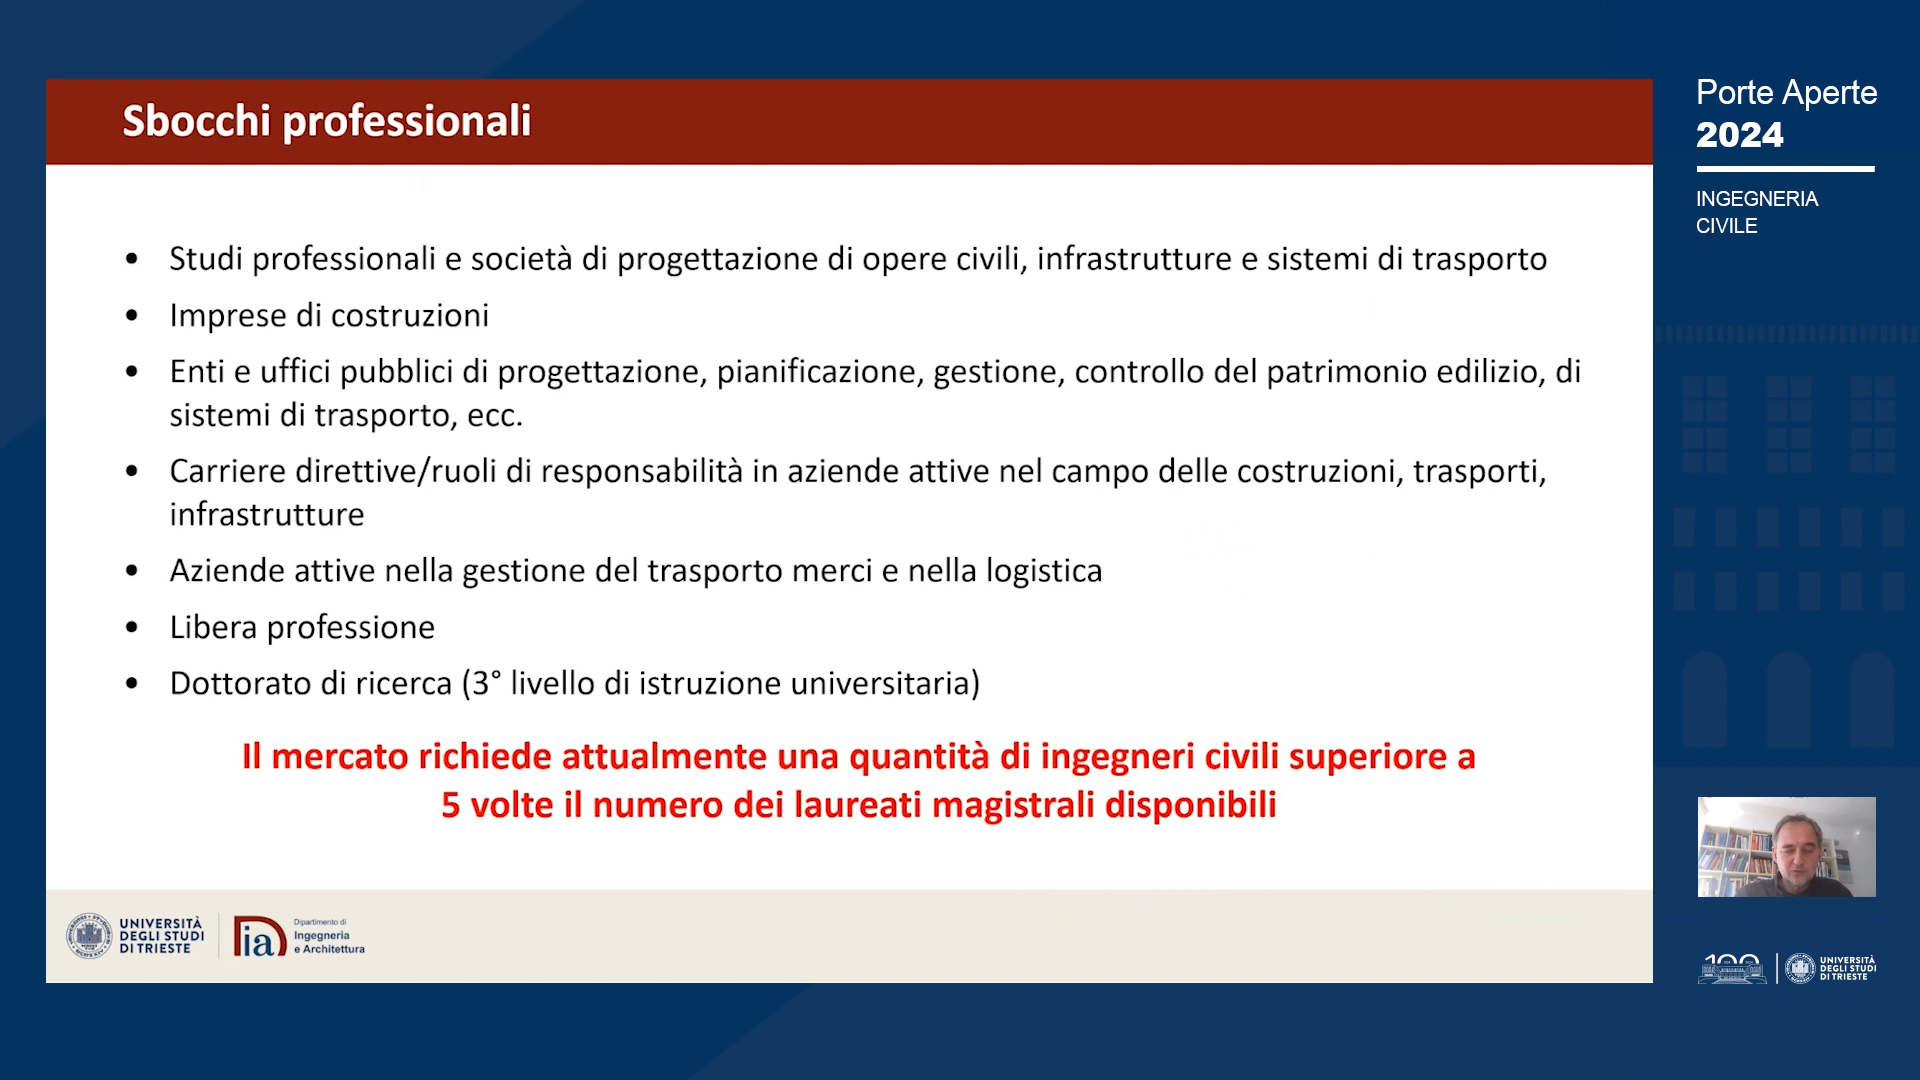 Sbocchi professionali
• Studi professionali e società di progettazione di opere civili, infrastrutture e sistemi di trasporto
• Imprese di costruzioni
• Enti e uffici pubblici di progettazione, pianificazione, gestione, controllo del patrimonio edilizio, di
sistemi di trasporto, ecc.
• Carriere direttive/ruoli di responsabilità in aziende attive nel campo delle costruzioni, trasporti,
infrastrutture
• Aziende attive nella gestione del trasporto merci e nella logistica
• Libera professione
• Dottorato di ricerca (3° livello di istruzione universitaria)
Il mercato richiede attualmente una quantità di ingegneri civili superiore a
5 volte il numero dei laureati magistrali disponibili
UNIVERSITÀ
DEGLI STUDI
DI TRIESTE
dia
Dipartimento di
Ingegneria
e Architettura
Porte Aperte
2024
INGEGNERIA
CIVILE
100
UNIVERSITÀ
DEGLI STUDI
DI TRIESTE